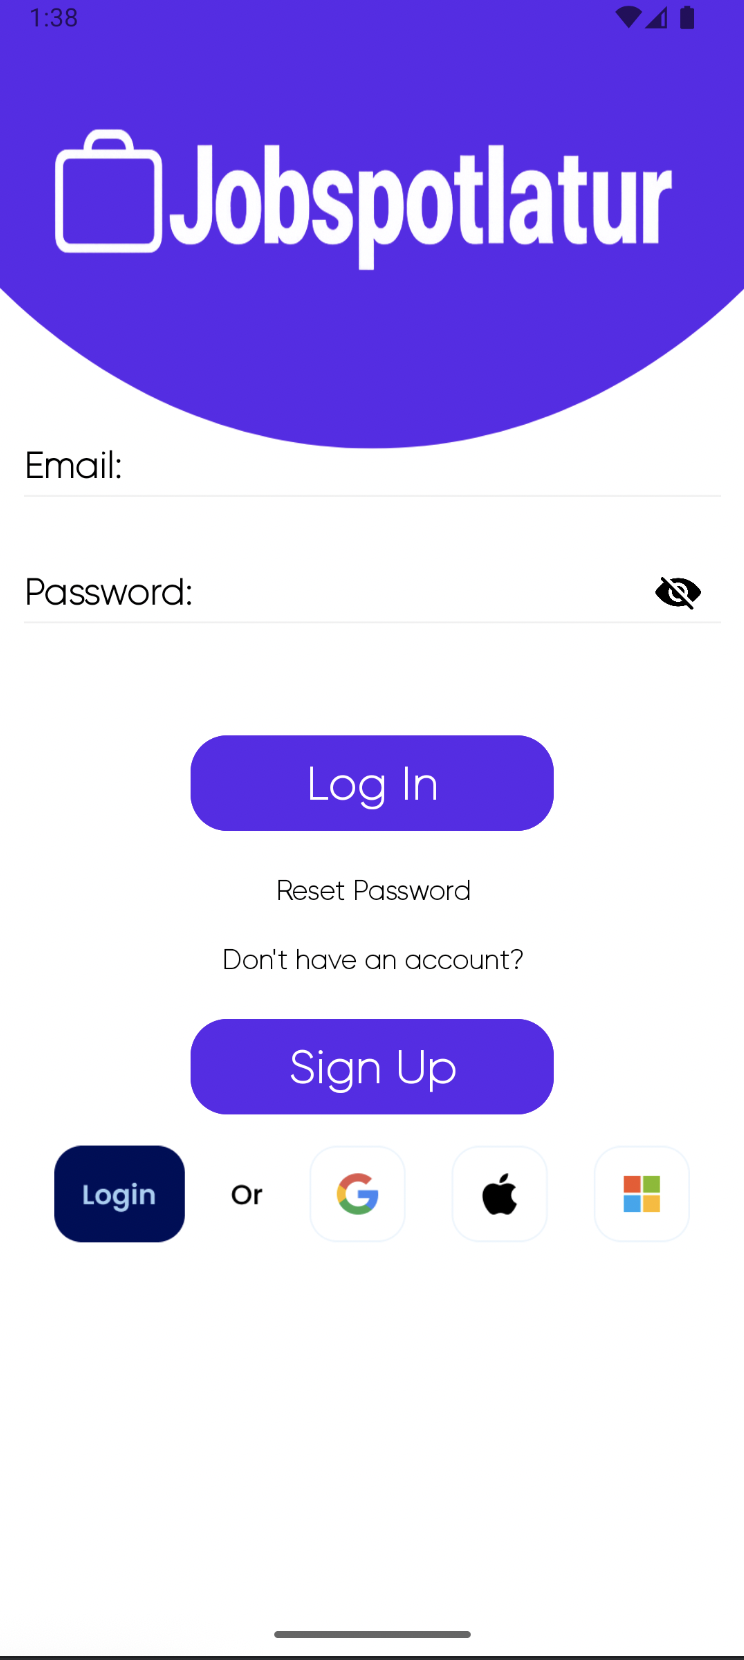 1:38
Jobspotlatur
Email:
Password:
Log In
Reset Password
Don't have an account?
Sign Up
Login Or